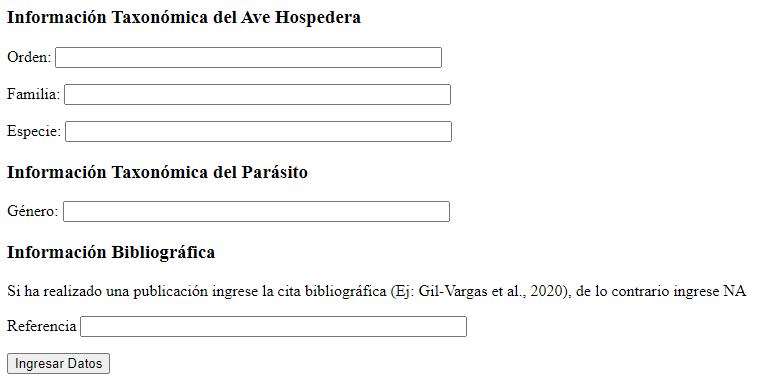 Información Taxonómica del Ave Hospedera
Orden:
Familia:
Especie:
Información Taxonómica del Parásito
Género:
Información Bibliográfica
Si ha realizado una publicación ingrese la cita bibliográfica (Ej: Gil-Vargas et al., 2020), de lo contrario ingrese NA
Referencia
Ingresar Datos